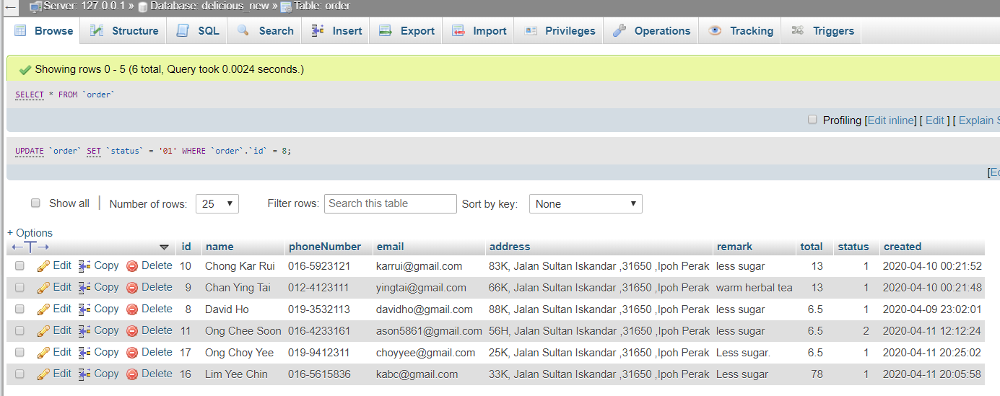 Server: 127.0.0.1 » Database: delicious_new » Table: order
Browse Structure SQL Search Insert Export Import Privileges Operations Tracking Triggers
Showing rows 0 - 5 (6 total, Query took 0.0024 seconds.)
SELECT * FROM `order`
Profiling [Edit inline] [ Edit ] [ Explain S
UPDATE `order` SET `status` = '01' WHERE `order`.`id` = 8;
[Ed
Show all | Number of rows: 25 Filter rows: Search this table Sort by key: None
+ Options
←T→ id name phoneNumber email address remark total status created
Edit Copy Delete 10 Chong Kar Rui 016-5923121 karrui@gmail.com 83K, Jalan Sultan Iskandar ,31650 ,Ipoh Perak less sugar 13 1 2020-04-10 00:21:52
Edit Copy Delete 9 Chan Ying Tai 012-4123111 yingtai@gmail.com 66K, Jalan Sultan Iskandar ,31650 ,Ipoh Perak warm herbal tea 13 1 2020-04-10 00:21:48
Edit Copy Delete 8 David Ho 019-3532113 davidho@gmail.com 88K, Jalan Sultan Iskandar ,31650 ,Ipoh Perak less sugar 6.5 1 2020-04-09 23:02:01
Edit Copy Delete 11 Ong Chee Soon 016-4233161 ason5861@gmail.com 56H, Jalan Sultan Iskandar ,31650 ,Ipoh Perak less sugar 6.5 2 2020-04-11 12:12:24
Edit Copy Delete 17 Ong Choy Yee 019-9412311 choyyee@gmail.com 25K, Jalan Sultan Iskandar ,31650 ,Ipoh Perak Less sugar. 6.5 1 2020-04-11 20:25:02
Edit Copy Delete 16 Lim Yee Chin 016-5615836 kabc@gmail.com 33K, Jalan Sultan Iskandar ,31650 ,Ipoh Perak Less sugar 78 1 2020-04-11 20:05:58